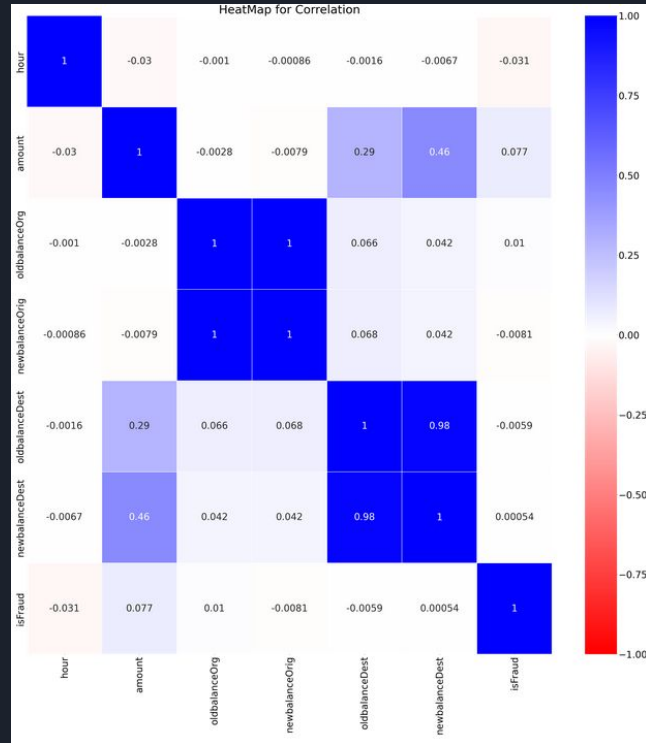 HeatMap for Correlation
hour 1 -0.03 -0.001 -0.00086 -0.0016 -0.0067 -0.031
amount -0.03 1 -0.0028 -0.0079 0.29 0.46 0.077
oldbalanceOrg -0.001 -0.0028 1 1 0.066 0.042 0.01
newbalanceOrig -0.00086 -0.0079 1 1 0.068 0.042 -0.0081
oldbalanceDest -0.0016 0.29 0.066 0.068 1 0.98 -0.0059
newbalanceDest -0.0067 0.46 0.042 0.042 0.98 1 0.00054
isFraud -0.031 0.077 0.01 -0.0081 -0.0059 0.00054 1
hour amount oldbalanceOrg newbalanceOrig oldbalanceDest newbalanceDest isFraud
1.00
0.75
0.50
0.25
0.00
−0.25
−0.50
−0.75
−1.00